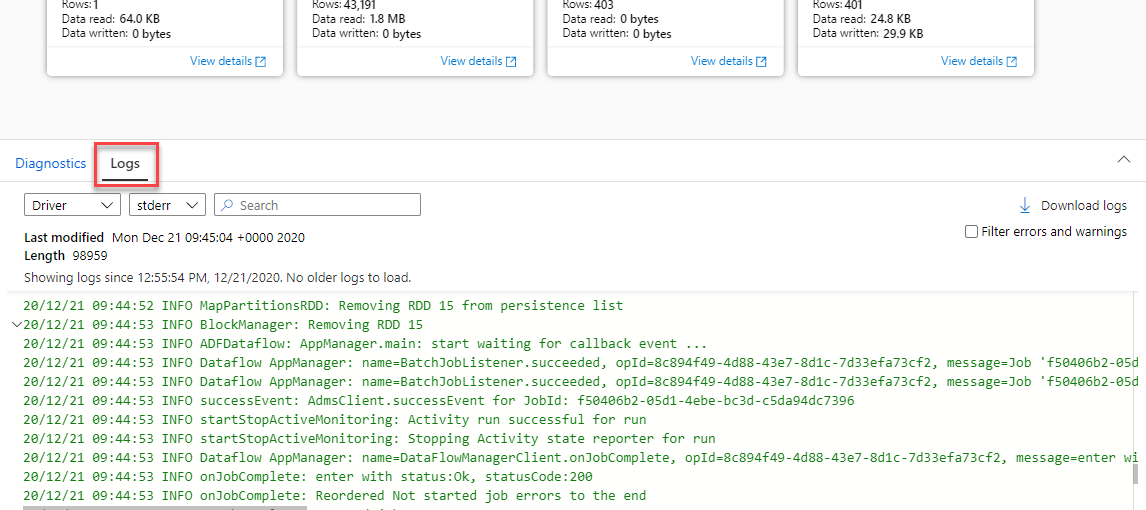 Rows: 1
Data read: 64.0 KB
Data written: 0 bytes
View details
Rows: 43,191
Data read: 1.8 MB
Data written: 0 bytes
View details
Rows: 403
Data read: 0 bytes
Data written: 0 bytes
View details
Rows: 401
Data read: 24.8 KB
Data written: 29.9 KB
View details
Diagnostics Logs
Driver stderr Search Download logs
Last modified Mon Dec 21 09:45:04 +0000 2020 Filter errors and warnings
Length 98959
Showing logs since 12:55:54 PM, 12/21/2020. No older logs to load.
20/12/21 09:44:52 INFO MapPartitionsRDD: Removing RDD 15 from persistence list
20/12/21 09:44:53 INFO BlockManager: Removing RDD 15
20/12/21 09:44:53 INFO ADFDataflow: AppManager.main: start waiting for callback event ...
20/12/21 09:44:53 INFO Dataflow AppManager: name=BatchJobListener.succeeded, opId=8c894f49-4d88-43e7-8d1c-7d33efa73cf2, message=Job 'f50406b2-05d
20/12/21 09:44:53 INFO Dataflow AppManager: name=BatchJobListener.succeeded, opId=8c894f49-4d88-43e7-8d1c-7d33efa73cf2, message=Job 'f50406b2-05d
20/12/21 09:44:53 INFO successEvent: AdmsClient.successEvent for JobId: f50406b2-05d1-4ebe-bc3d-c5da94dc7396
20/12/21 09:44:53 INFO startStopActiveMonitoring: Activity run successful for run
20/12/21 09:44:53 INFO startStopActiveMonitoring: Stopping Activity state reporter for run
20/12/21 09:44:53 INFO Dataflow AppManager: name=DataFlowManagerClient.onJobComplete, opId=8c894f49-4d88-43e7-8d1c-7d33efa73cf2, message=enter wi
20/12/21 09:44:53 INFO onJobComplete: enter with status:Ok, statusCode:200
20/12/21 09:44:53 INFO onJobComplete: Reordered Not started job errors to the end